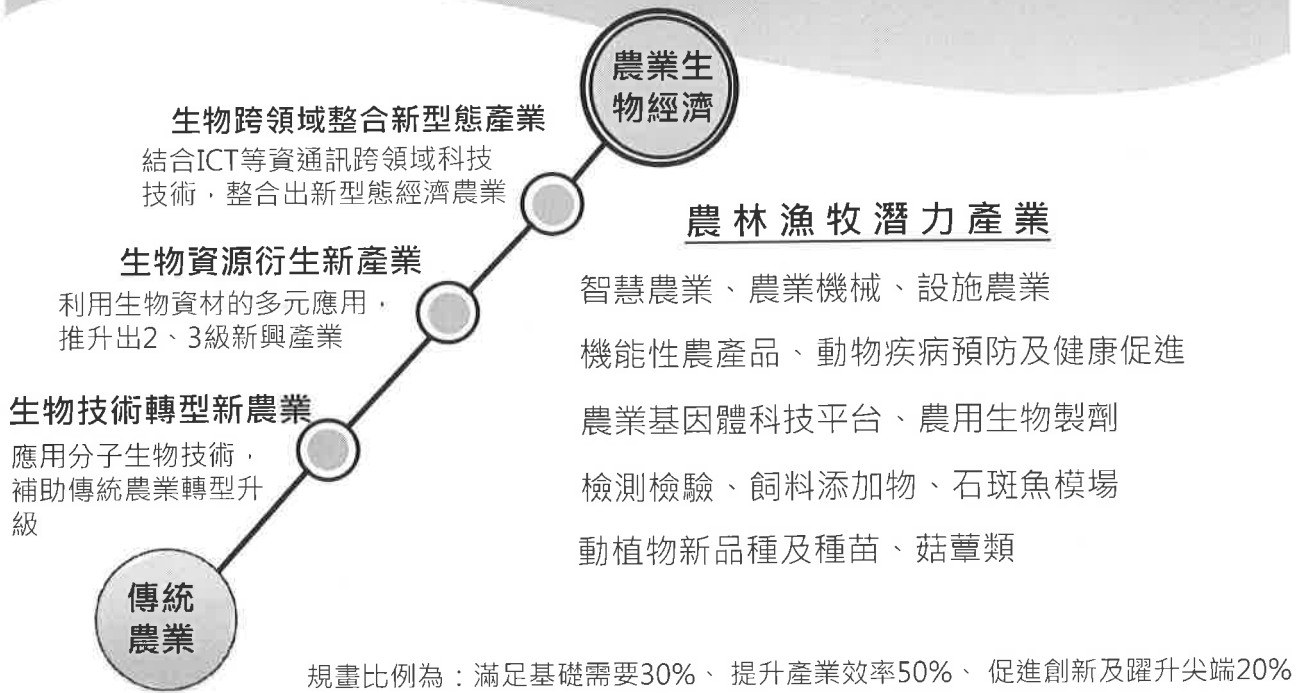 農業生
物經濟
生物跨領域整合新型態產業
結合ICT等資通訊跨領域科技
技術，整合出新型態經濟農業
生物資源衍生新產業
利用生物資材的多元應用，
推升出2、3級新興產業
生物技術轉型新農業
應用分子生物技術，
補助傳統農業轉型升
級
傳統
農業
農林漁牧潛力產業
智慧農業、農業機械、設施農業
機能性農產品、動物疾病預防及健康促進
農業基因體科技平台、農用生物製劑
檢測檢驗、飼料添加物、石斑魚模場
動植物新品種及種苗、菇蕈類
規畫比例為：滿足基礎需要30%、 提升產業效率50%、 促進創新及躍升尖端20%